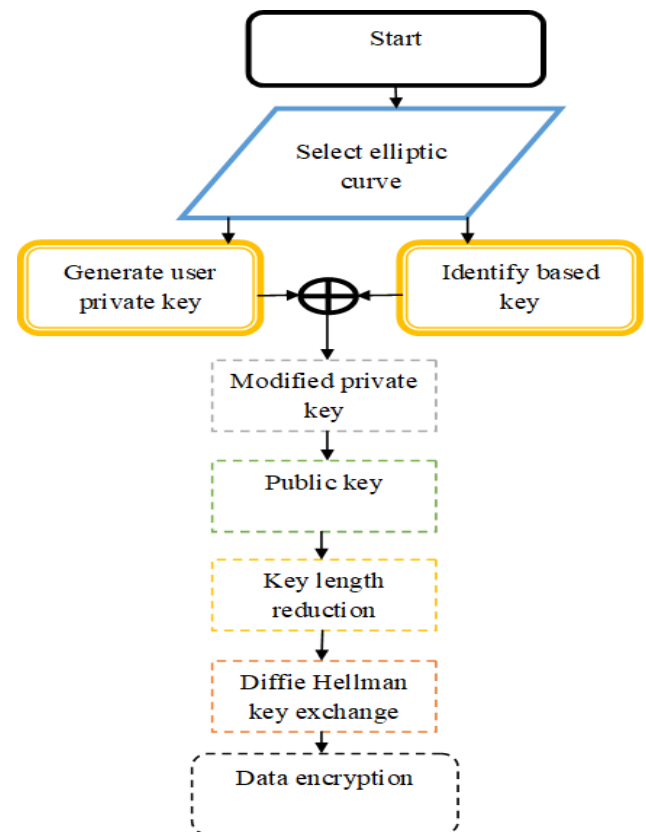 Start
Select elliptic
curve
Generate user
private key
Identify based
key
Modified private
key
Public key
Key length
reduction
Diffie Hellman
key exchange
Data encryption